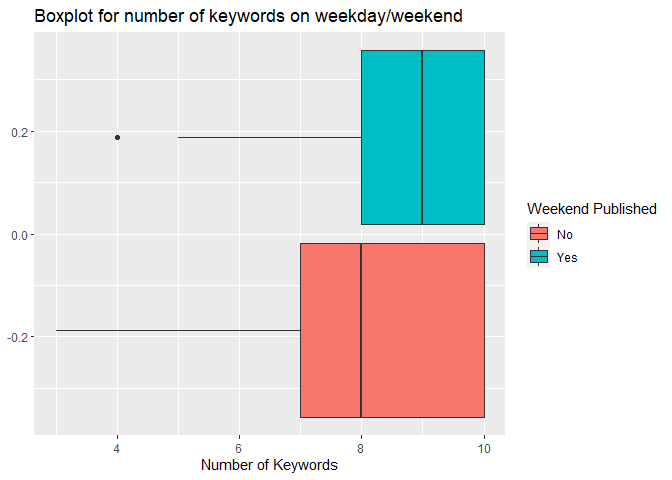 Boxplot for number of keywords on weekday/weekend
0.2
0.0
-0.2
4 6 8 10
Number of Keywords
Weekend Published
No
Yes